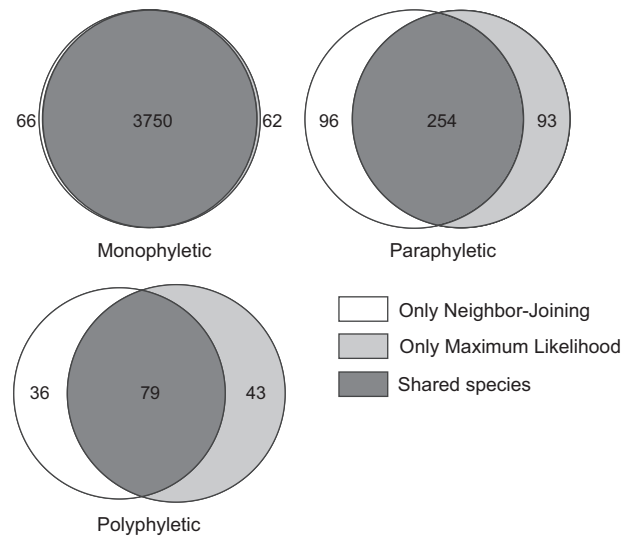 66 3750 62
Monophyletic
96 254 93
Paraphyletic
36 79 43
Polyphyletic
Only Neighbor-Joining
Only Maximum Likelihood
Shared species